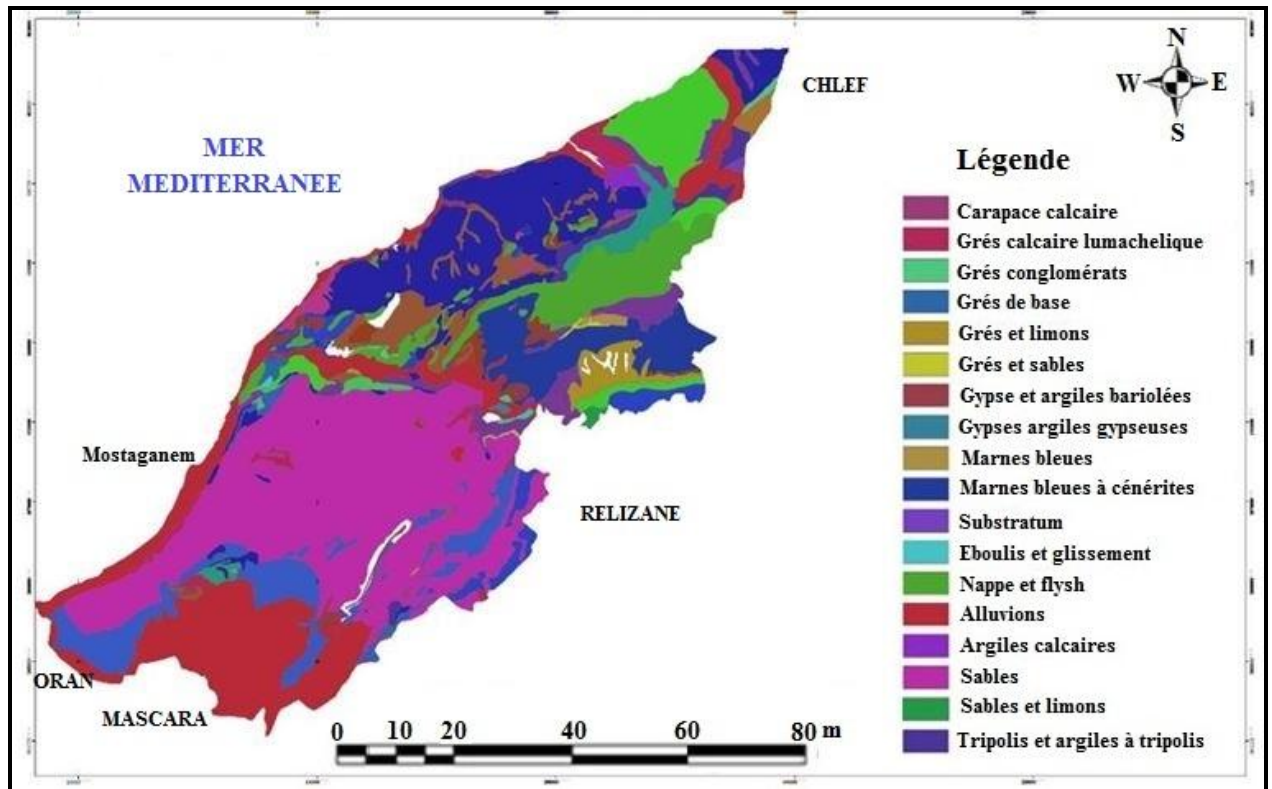 N
W E
S
CHLEF
MER
MEDITERRANEE
Légende
Carapace calcaire
Grés calcaire lumachelique
Grés conglomérats
Grés de base
Grés et limons
Grés et sables
Gypse et argiles bariolées
Gypses argiles gypseuses
Marnes bleues
Marnes bleues à cénérites
Substratum
Eboulis et glissement
Nappe et flysh
Alluvions
Argiles calcaires
Sables
Sables et limons
Tripolis et argiles à tripolis
Mostaganem
RELIZANE
ORAN
MASCARA
0 10 20 40 60 80 m